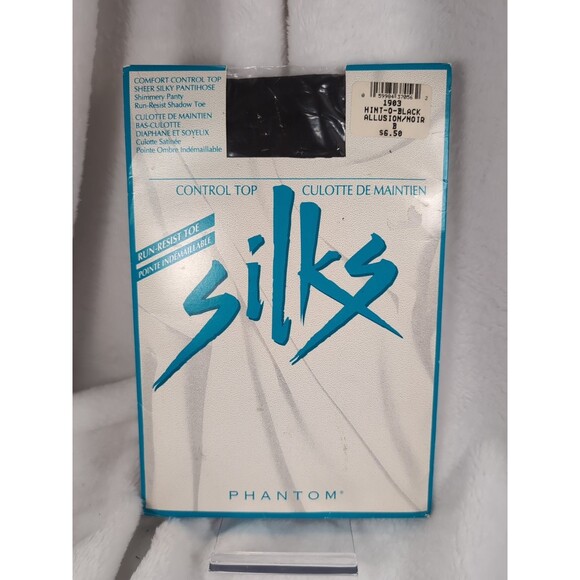 COMFORT CONTROL TOP
SHEER SILKY PANTIHOSE
Shimmery Panty
Run-Resist Shadow Toe
CULOTTE DE MAINTIEN
BAS-CULOTTE
DIAPHANE ET SOYEUX
Culotte Satinée
Pointe Ombre Indémaillable
1903
HINT-O-BLACK
ALLUSION/NOIR
B
$6.50
CONTROL TOP CULOTTE DE MAINTIEN
RUN-RESIST TOE
POINTE INDÉMAILLABLE
silks
PHANTOM